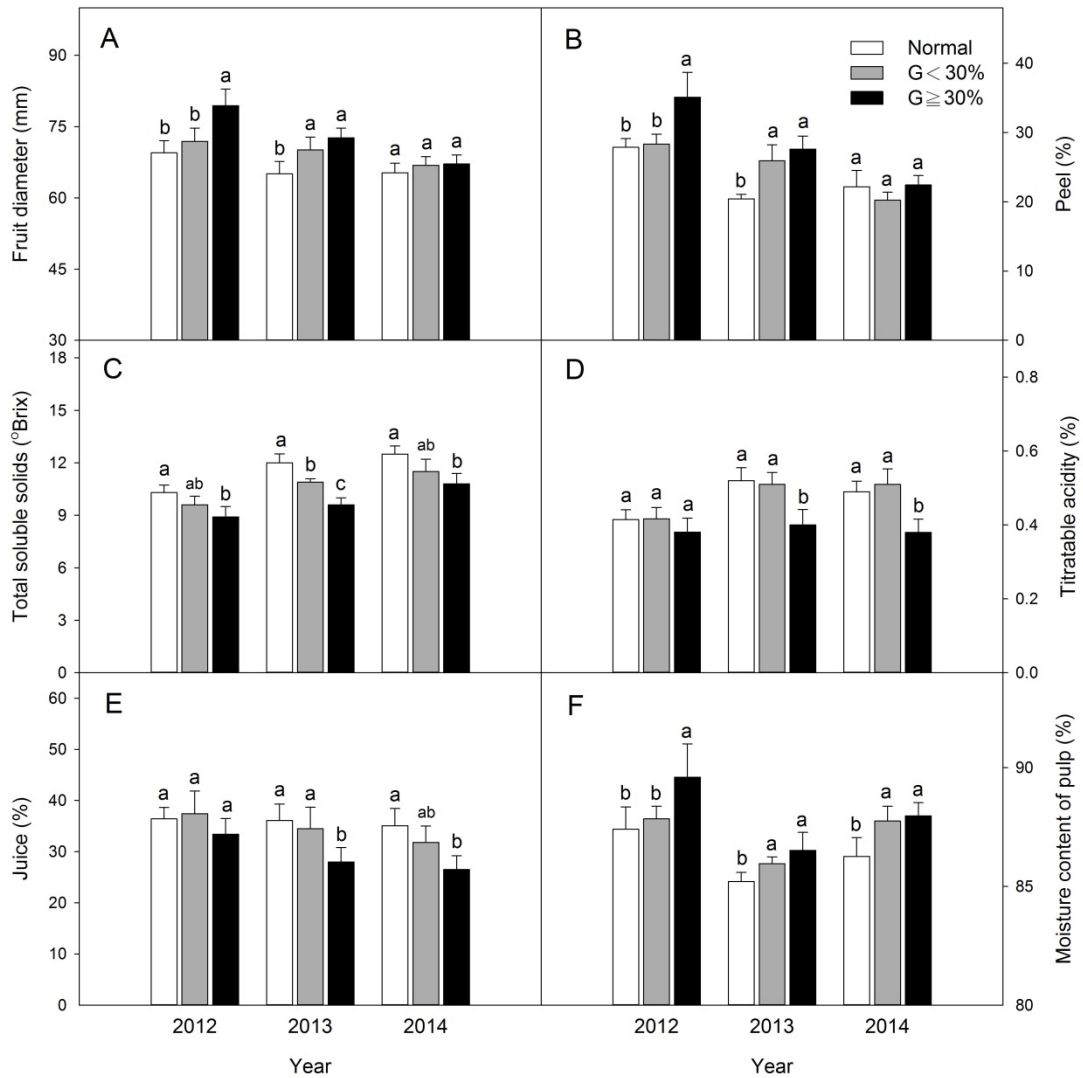 A
Fruit diameter (mm)
90
75
60
45
30
b
b
a
b
a
a
a
a
a
B
Normal
G < 30%
G ≧ 30%
Peel (%)
40
30
20
10
0
b
b
a
b
a
a
a
a
a
C
Total soluble solids (°Brix)
18
15
12
9
6
3
0
a
ab
b
a
b
c
a
ab
b
D
Titratable acidity (%)
0.8
0.6
0.4
0.2
0.0
a
a
a
a
a
b
a
a
b
E
Juice (%)
60
50
40
30
20
10
0
a
a
a
a
a
b
a
ab
b
2012 2013 2014
Year
F
Moisture content of pulp (%)
90
85
80
b
b
a
b
a
a
b
a
a
2012 2013 2014
Year